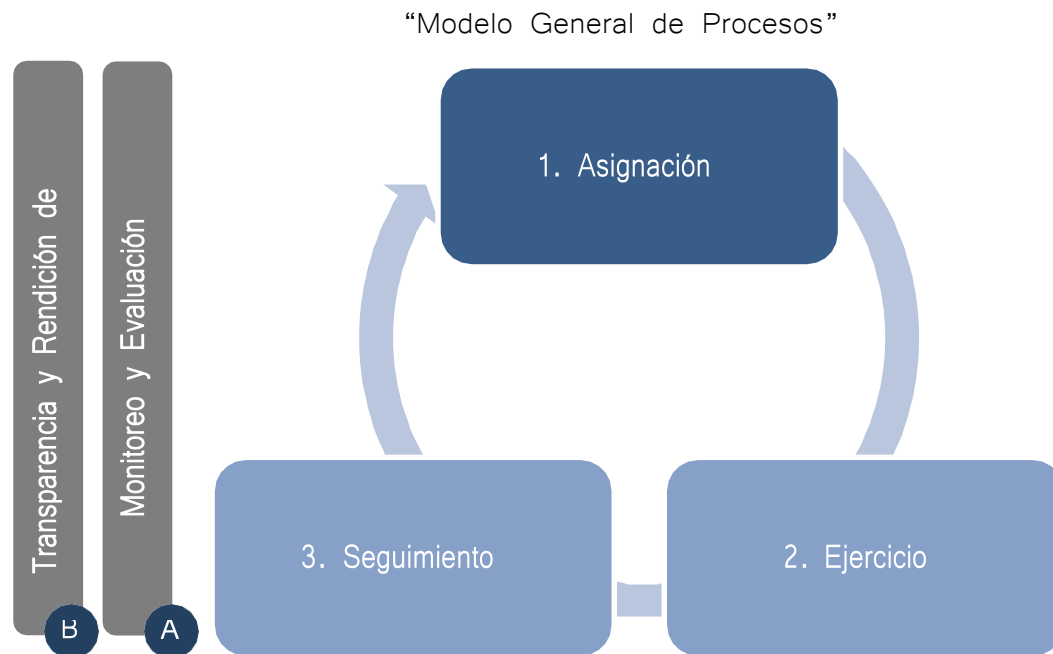 “Modelo General de Procesos”
Transparencia y Rendición de
B
Monitoreo y Evaluación
A
1. Asignación
2. Ejercicio
3. Seguimiento